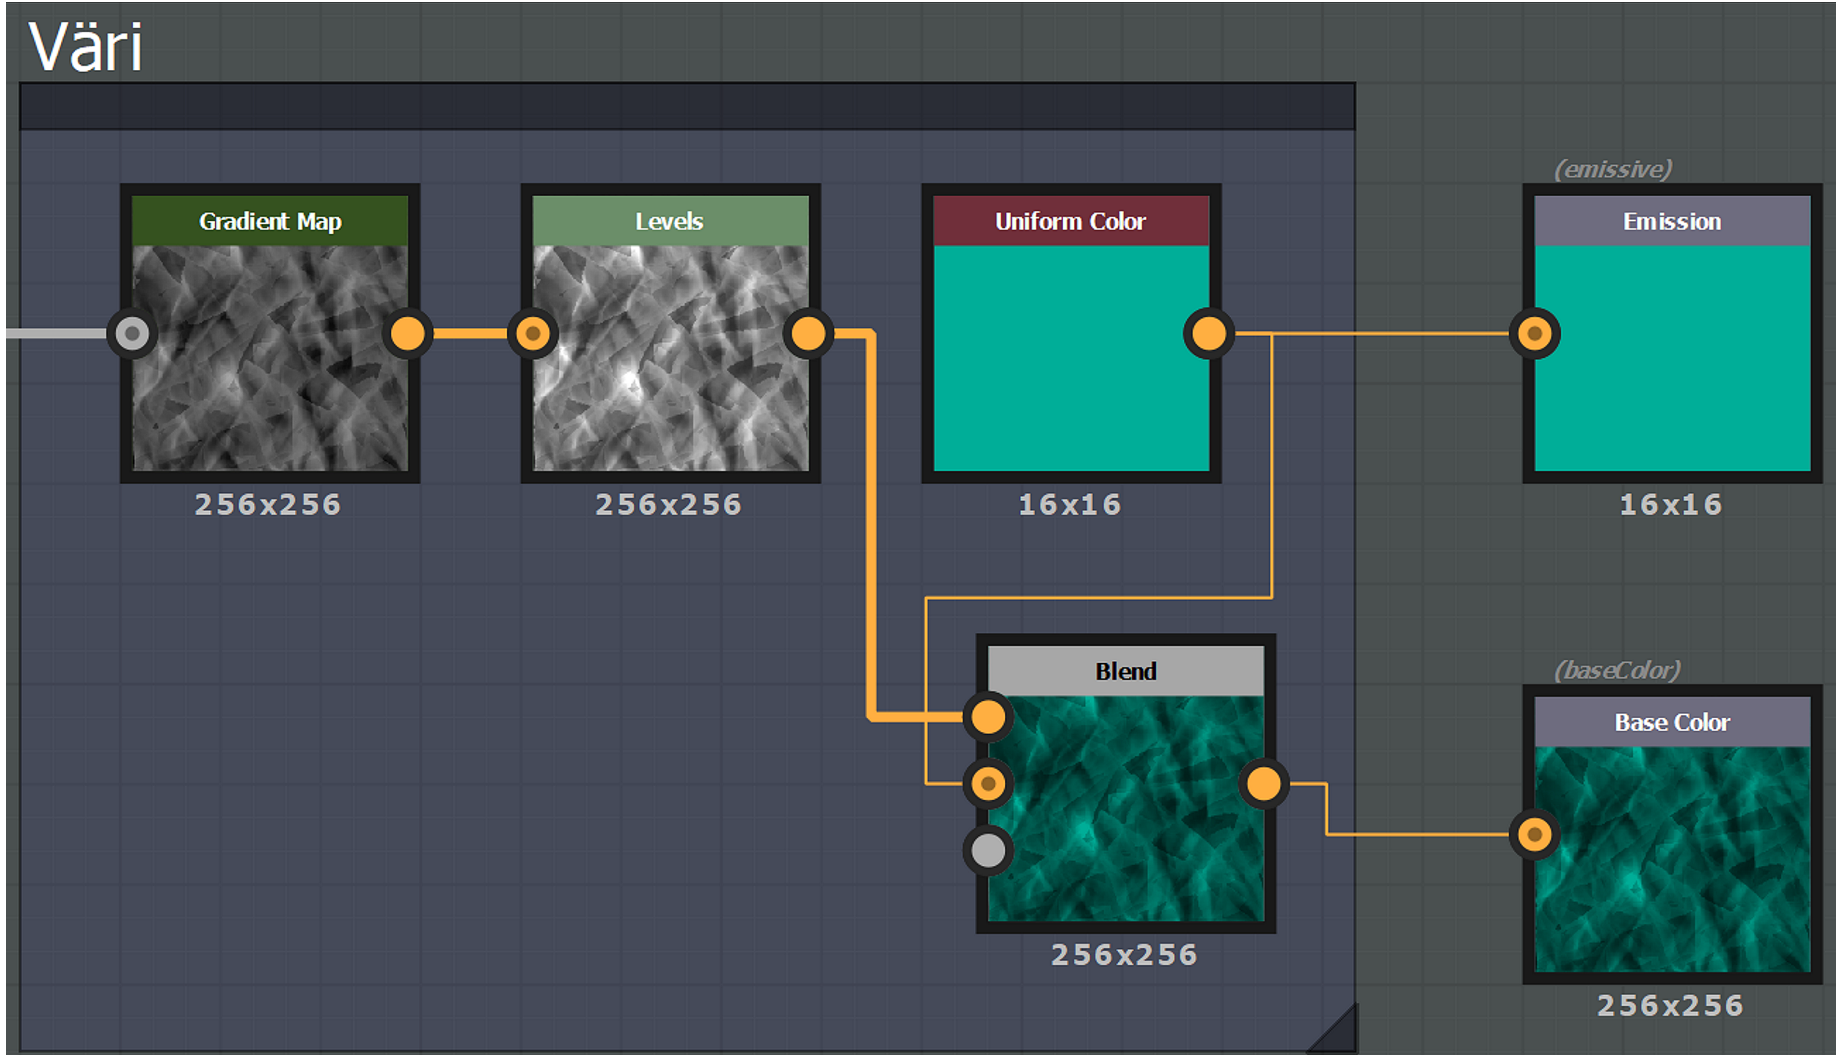 Väri
(emissive)
Gradient Map
Levels
Uniform Color
Emission
256x256
256x256
16x16
16x16
(baseColor)
Blend
Base Color
256x256
256x256